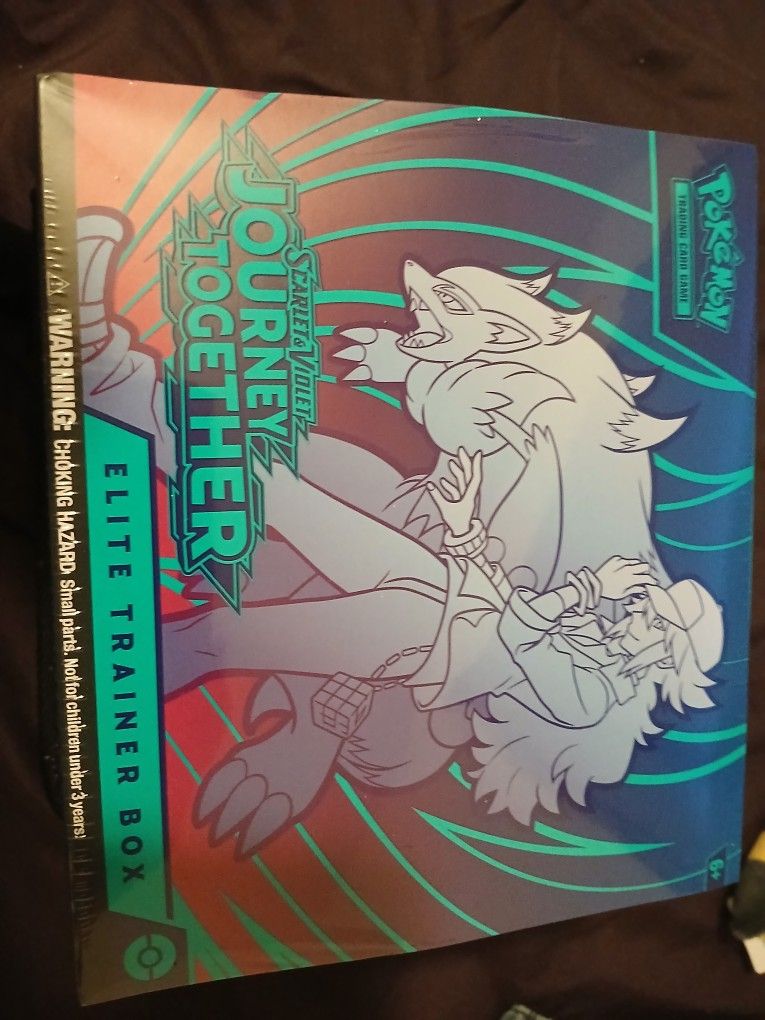 POKÉMON
TRADING CARD GAME
SCARLET & VIOLET
JOURNEY
TOGETHER
6+
ELITE TRAINER BOX
WARNING: CHOKING HAZARD. Small parts. Not for children under 3 years.